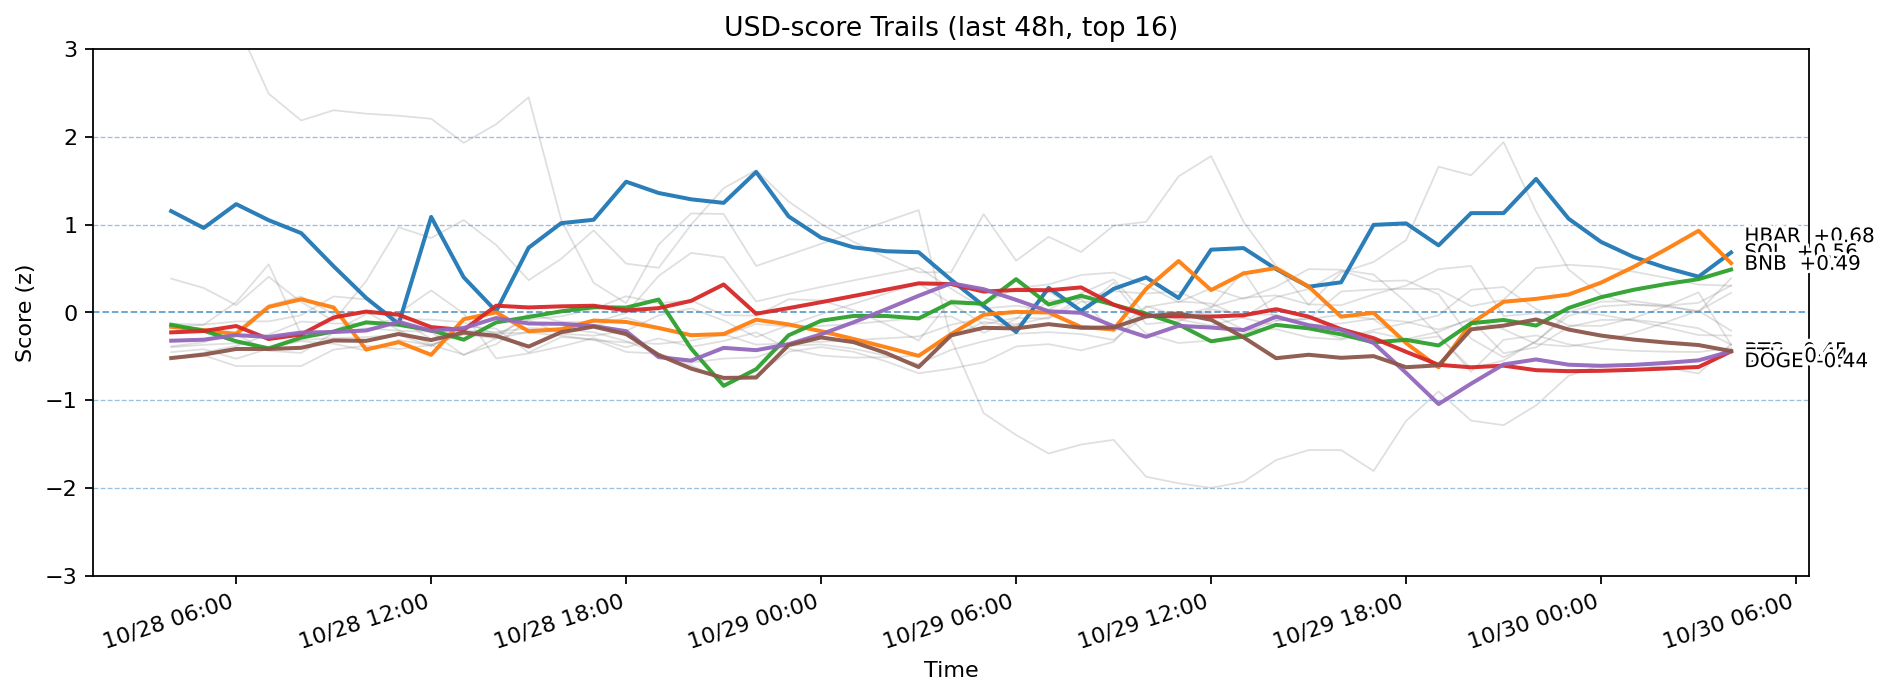 USD-score Trails (last 48h, top 16)
Score (z)
3
2
1
0
−1
−2
−3
HBAR +0.68
SOL +0.56
BNB +0.49
DOGE -0.44
10/28 06:00
10/28 12:00
10/28 18:00
10/29 00:00
10/29 06:00
10/29 12:00
10/29 18:00
10/30 00:00
10/30 06:00
Time